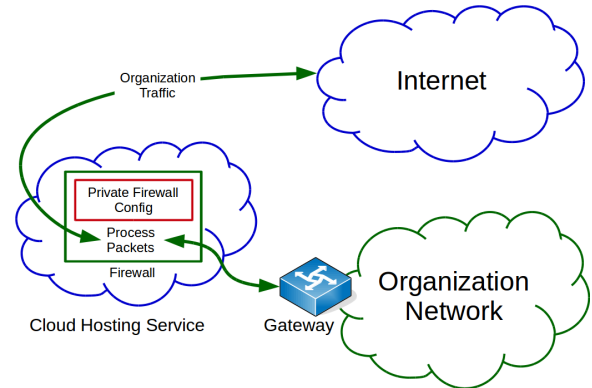 Organization
Traffic
Internet
Private Firewall
Config
Process
Packets
Firewall
Cloud Hosting Service
Gateway
Organization
Network